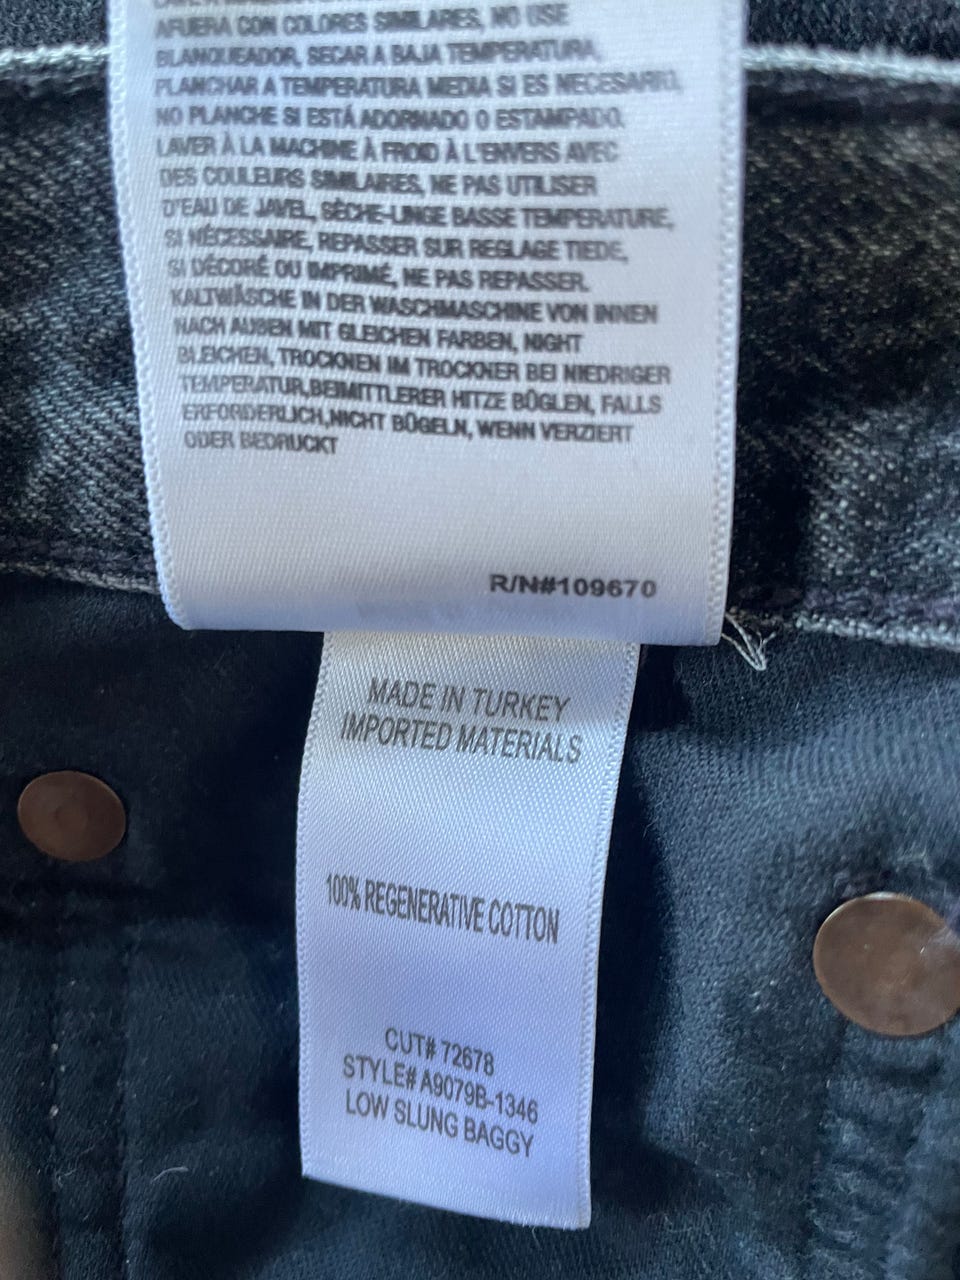 AFUERA CON COLORES SIMILARES, NO USE
BLANQUEADOR, SECAR A BAJA TEMPERATURA,
PLANCHAR A TEMPERATURA MEDIA SI ES NECESARIO,
NO PLANCHE SI ESTÁ ADORNADO O ESTAMPADO.
LAVER À LA MACHINE À FROID À L'ENVERS AVEC
DES COULEURS SIMILAIRES, NE PAS UTILISER
D'EAU DE JAVEL, SÈCHE-LINGE BASSE TEMPERATURE,
SI NÉCESSAIRE, REPASSER SUR REGLAGE TIEDE,
SI DÉCORÉ OU IMPRIMÉ, NE PAS REPASSER.
KALTWÄSCHE IN DER WASCHMASCHINE VON INNEN
NACH AUBEN MIT GLEICHEN FARBEN, NIGHT
BLEICHEN, TROCKNEN IM TROCKNER BEI NIEDRIGER
TEMPERATUR,BEIMITTLERER HITZE BÜGLEN, FALLS
ERFORDERLICH,NICHT BÜGELN, WENN VERZIERT
ODER BEDRUCKT
R/N#109670
MADE IN TURKEY
IMPORTED MATERIALS
100% REGENERATIVE COTTON
CUT# 72678
STYLE# A9079B-1346
LOW SLUNG BAGGY